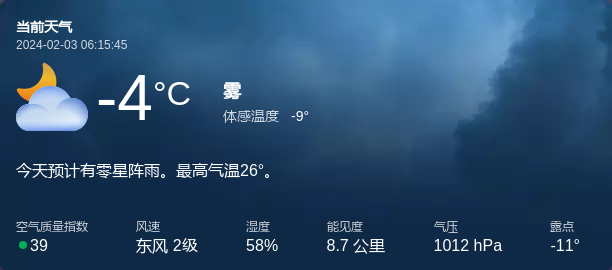 当前天气
2024-02-03 06:15:45
-4°C
雾
体感温度 -9°
今天预计有零星阵雨。最高气温26°。
空气质量指数 风速 湿度 能见度 气压 露点
39 东风 2级 58% 8.7 公里 1012 hPa -11°